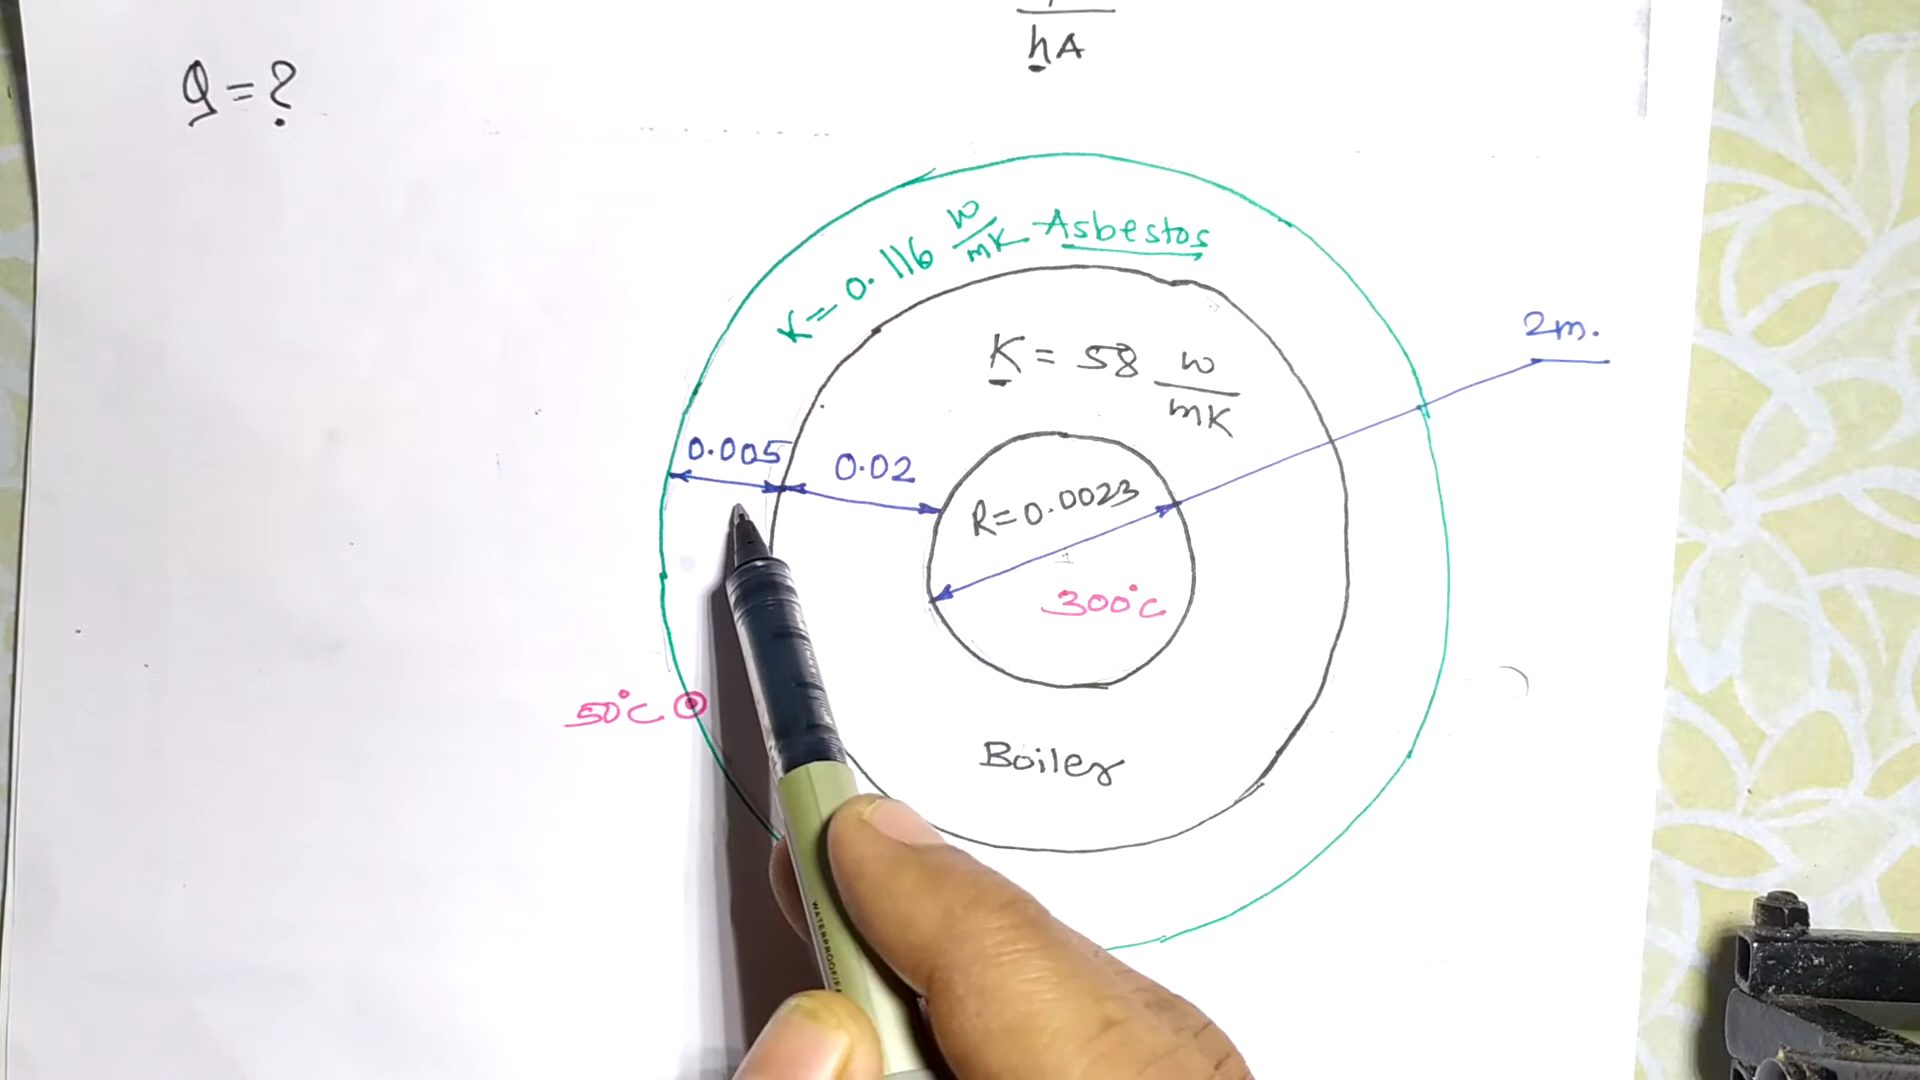 hA
Q=?
K=0.116 w/mK Asbestos
K = 58 w/mK
2m.
0.005
0.02
R=0.0023
300°C
50°C
Boiler